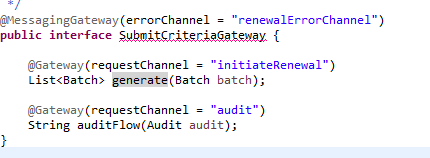 */
@MessagingGateway(errorChannel = "renewalErrorChannel")
public interface SubmitCriteriaGateway {
@Gateway(requestChannel = "initiateRenewal")
List<Batch> generate(Batch batch);
@Gateway(requestChannel = "audit")
String auditFlow(Audit audit);
}